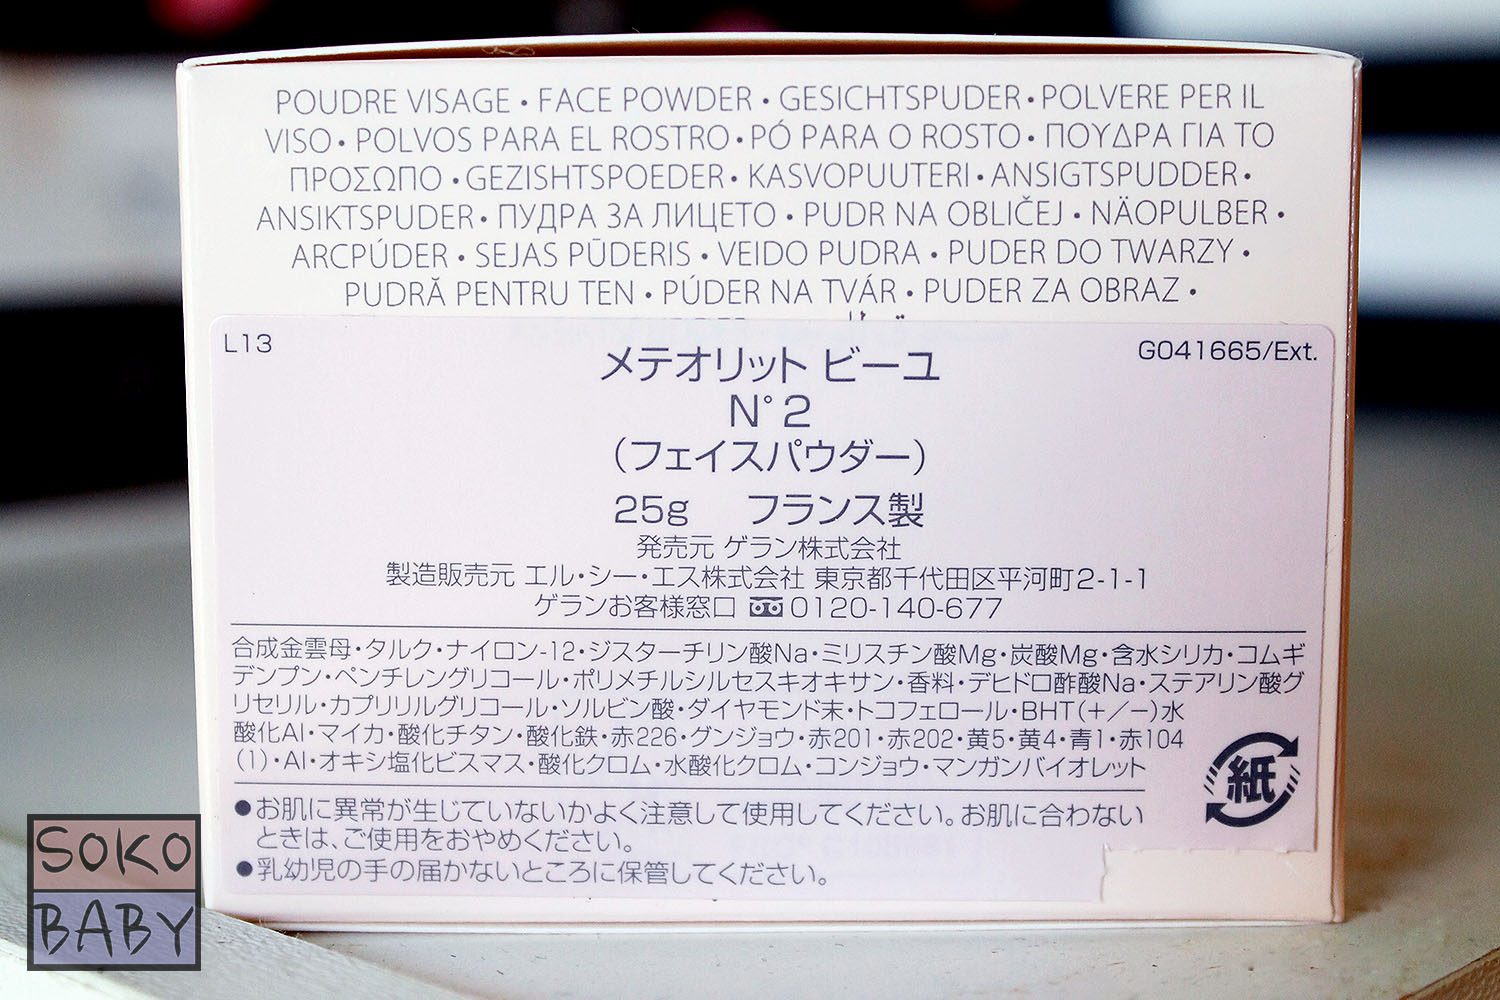 POUDRE VISAGE • FACE POWDER • GESICHTSPUDER • POLVERE PER IL
VISO • POLVOS PARA EL ROSTRO • PÓ PARA O ROSTO • ΠΟΥΔΡΑ ΓΙΑ ΤΟ
ΠΡΟΣΩΠΟ • GEZISHTSPOEDER • KASVOPUUTERI • ANSIGTSPUDDER •
ANSIKTSPUDER • ПУДРА ЗА ЛИЦЕТО • PUDR NA OBLIČEJ • NÄOPULBER •
ARCPÚDER • SEJAS PŪDERIS • VEIDO PUDRA • PUDER DO TWARZY •
PUDRĂ PENTRU TEN • PÚDER NA TVÁR • PUDER ZA OBRAZ •
L13
G041665/Ext.
メテオリット ビーユ
N°2
(フェイスパウダー)
25g フランス製
発売元 ゲラン株式会社
製造販売元 エル・シー・エス株式会社 東京都千代田区平河町2-1-1
ゲランお客様窓口 0120-140-677
合成金雲母・タルク・ナイロン-12・ジスターチリン酸Na・ミリスチン酸Mg・炭酸Mg・含水シリカ・コムギ
デンプン・ペンチレングリコール・ポリメチルシルセスキオキサン・香料・デヒドロ酢酸Na・ステアリン酸グ
リセリル・カプリリルグリコール・ソルビン酸・ダイヤモンド末・トコフェロール・BHT(+/−)水
酸化Al・マイカ・酸化チタン・酸化鉄・赤226・グンジョウ・赤201・赤202・黄5・黄4・青1・赤104
(1)・Al・オキシ塩化ビスマス・酸化クロム・水酸化クロム・コンジョウ・マンガンバイオレット
紙
●お肌に異常が生じていないかよく注意して使用してください。お肌に合わない
ときは、ご使用をおやめください。
●乳幼児の手の届かないところに保管してください。
SOKO
BABY